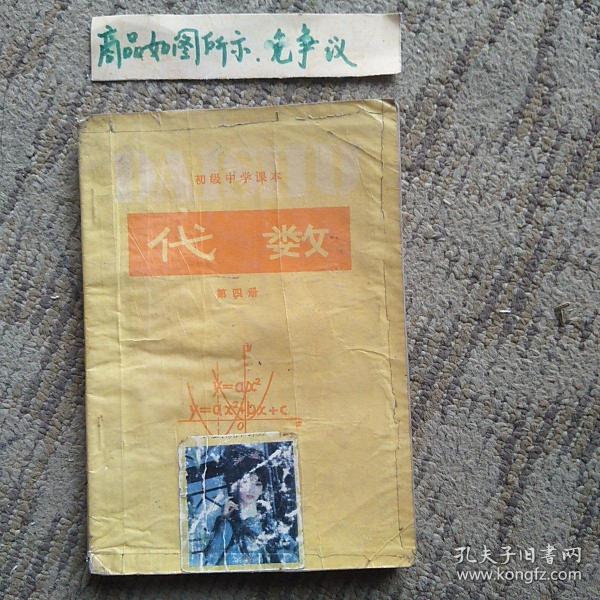 商品如图所示.免争议
DAISHU
初级中学课本
代数
第四册
y
y=ax²
y=ax²+bx+c
0
孔夫子旧书网
www.kongfz.com